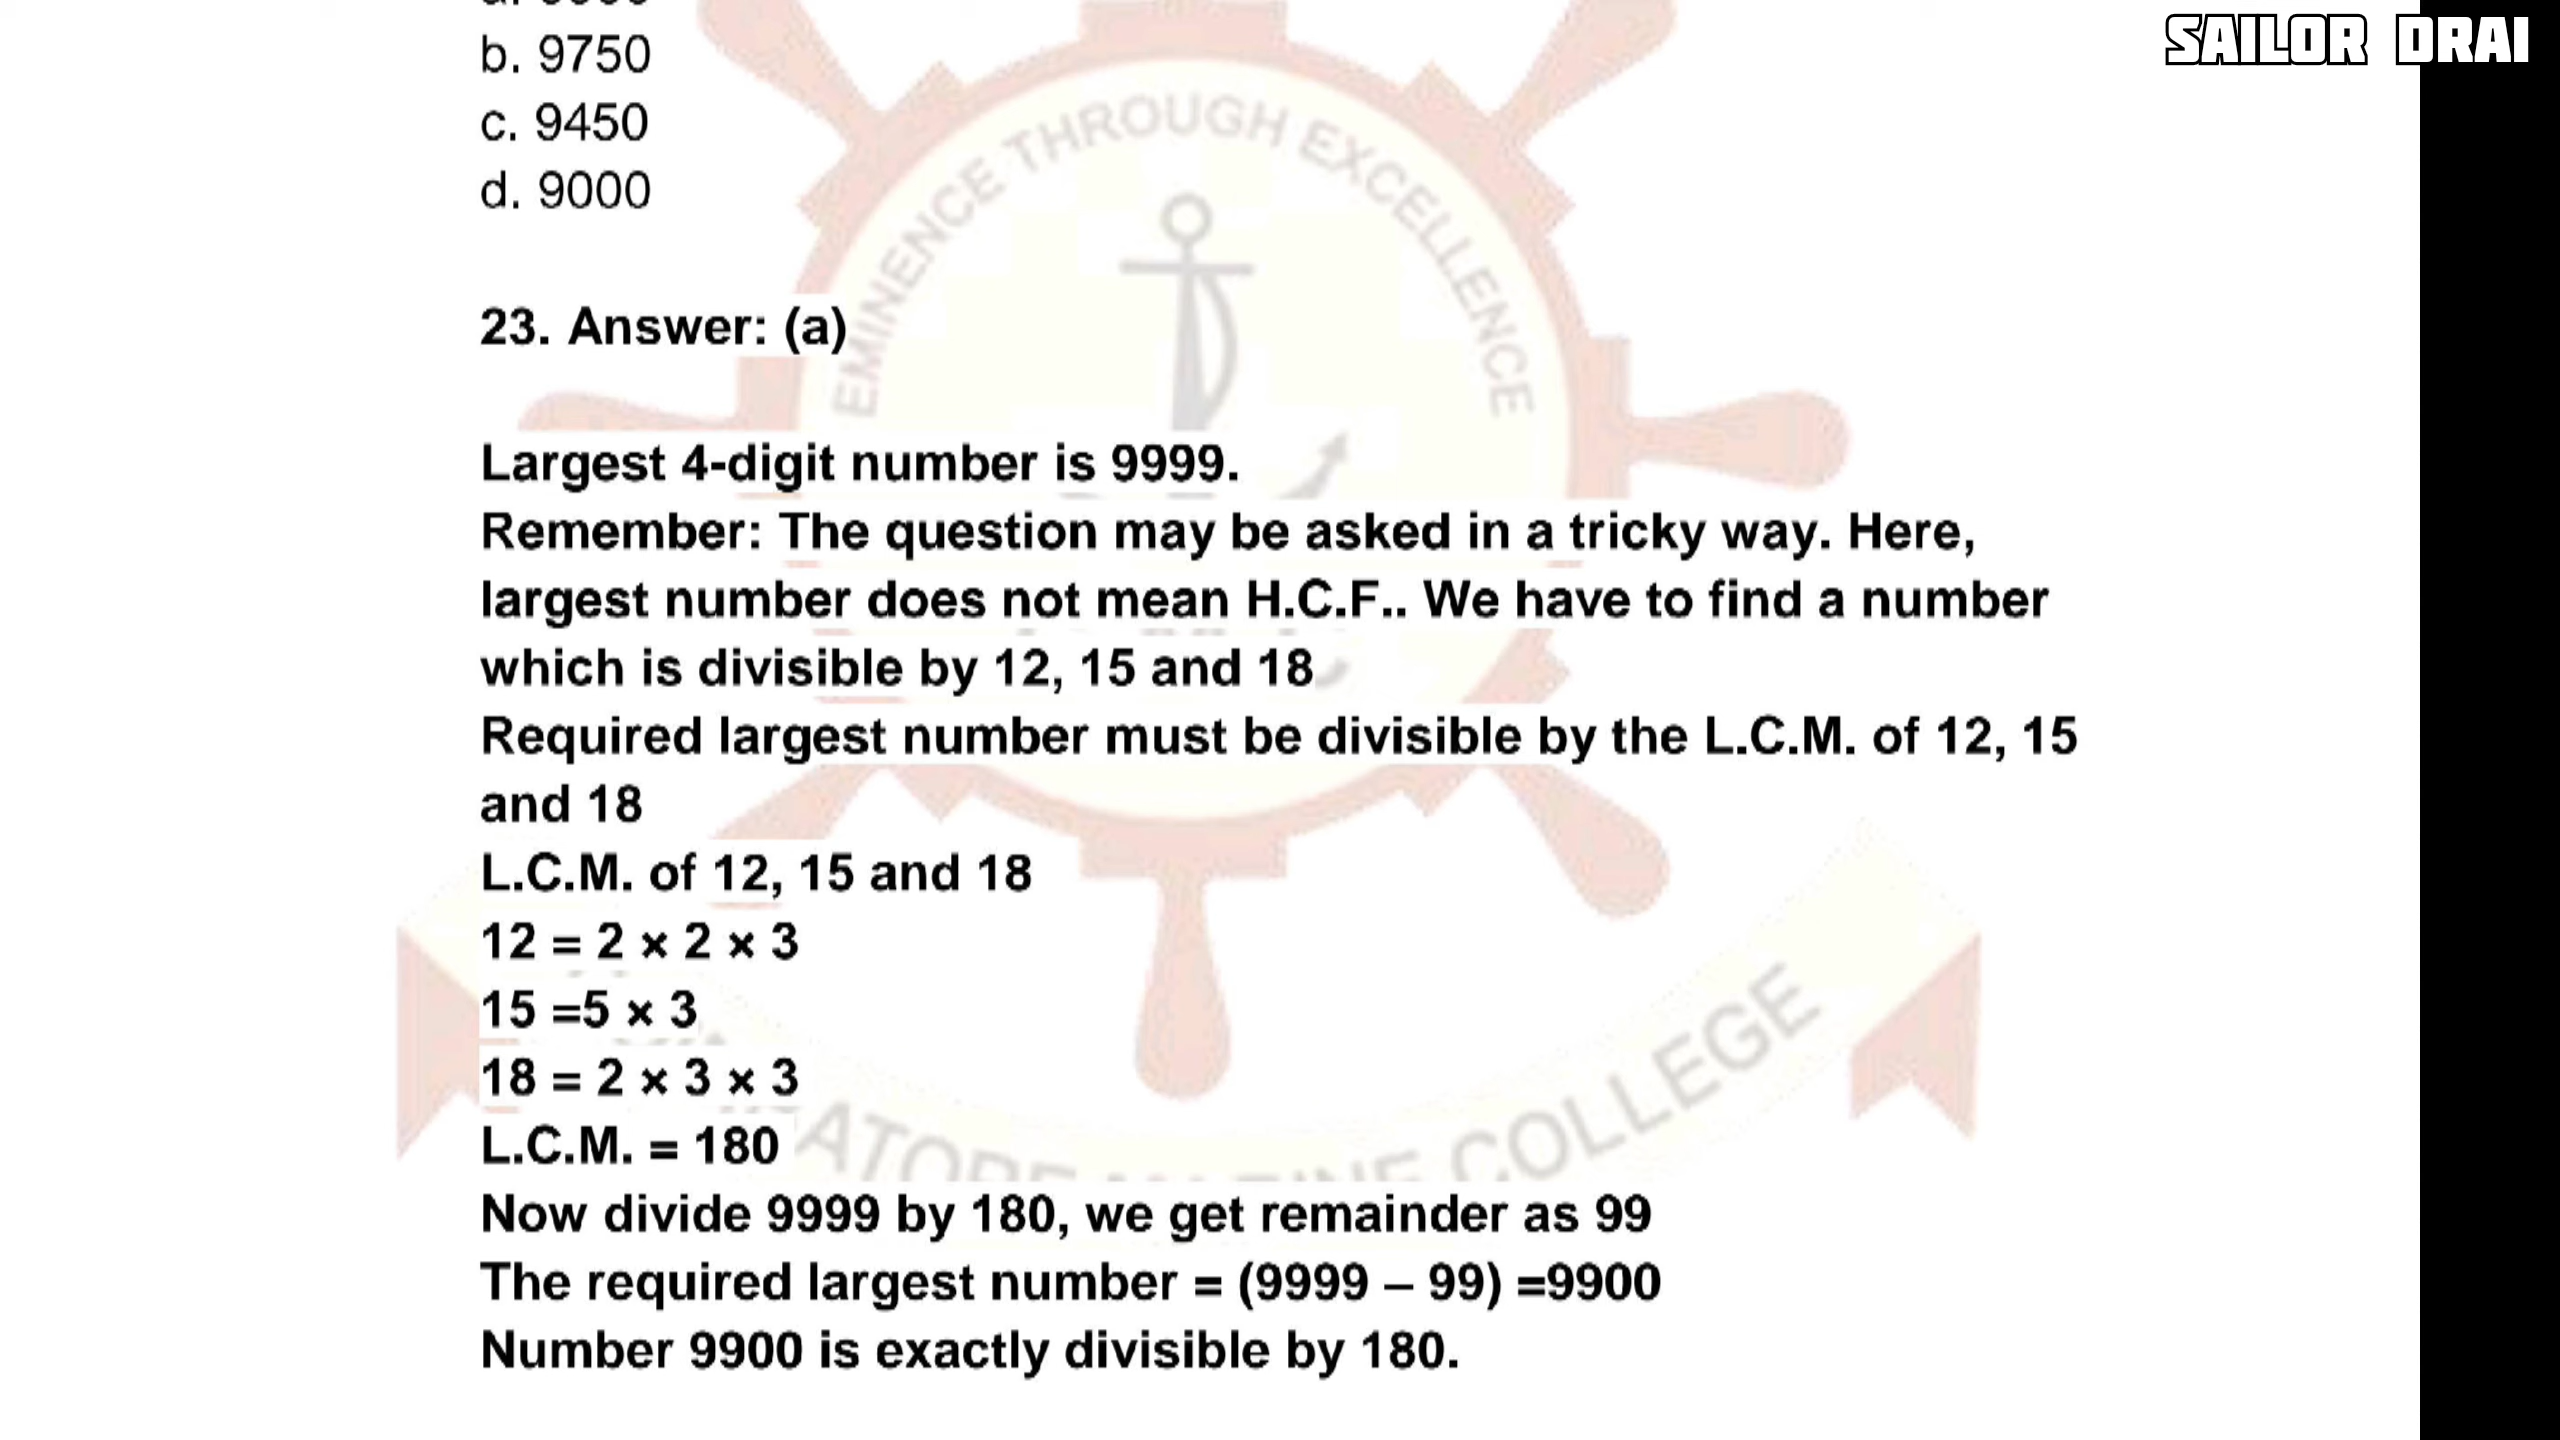 b. 9750
c. 9450
d. 9000
23. Answer: (a)
Largest 4-digit number is 9999.
Remember: The question may be asked in a tricky way. Here,
largest number does not mean H.C.F.. We have to find a number
which is divisible by 12, 15 and 18
Required largest number must be divisible by the L.C.M. of 12, 15
and 18
L.C.M. of 12, 15 and 18
12 = 2 × 2 × 3
15 =5 × 3
18 = 2 × 3 × 3
L.C.M. = 180
Now divide 9999 by 180, we get remainder as 99
The required largest number = (9999 – 99) =9900
Number 9900 is exactly divisible by 180.
SAILOR DRAI
EMINENCE THROUGH EXCELLENCE
COLLEGE